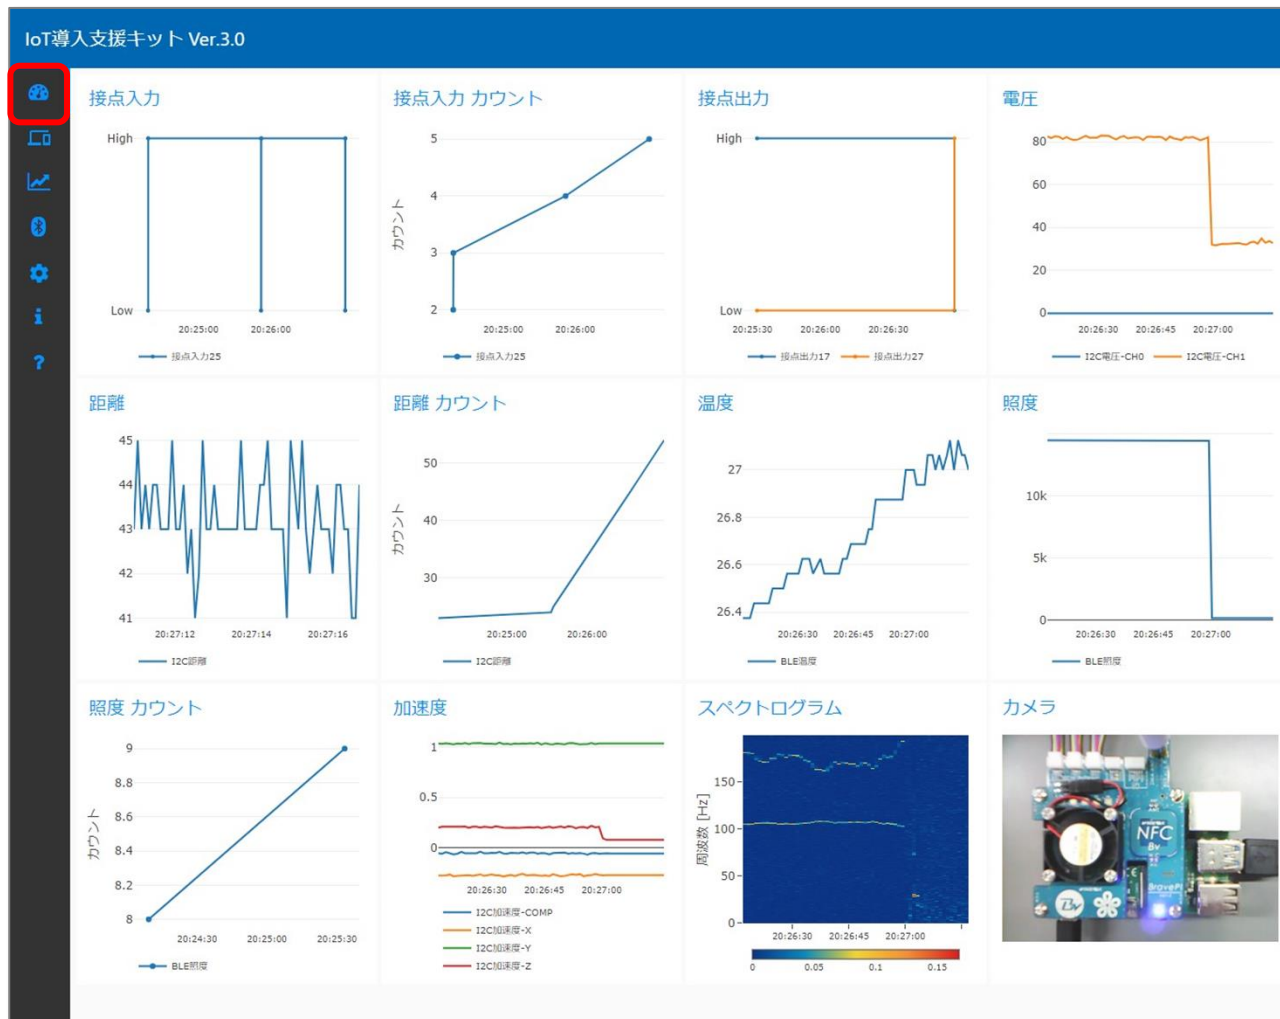 IoT導入支援キット Ver.3.0
接点入力
High
Low
20:25:00 20:26:00
接点入力25
接点入力 カウント
カウント
5
4
3
2
20:25:00 20:26:00
接点入力25
接点出力
High
Low
20:25:30 20:26:00 20:26:30
接点出力17 接点出力27
電圧
80
60
40
20
0
20:26:30 20:26:45 20:27:00
I2C電圧-CH0 I2C電圧-CH1
距離
45
44
43
42
41
20:27:12 20:27:14 20:27:16
I2C距離
距離 カウント
カウント
50
40
30
20:25:00 20:26:00
I2C距離
温度
27
26.8
26.6
26.4
20:26:30 20:26:45 20:27:00
BLE温度
照度
10k
5k
0
20:26:30 20:26:45 20:27:00
BLE照度
照度 カウント
カウント
9
8.8
8.6
8.4
8.2
8
20:24:30 20:25:00 20:25:30
BLE照度
加速度
1
0.5
0
20:26:30 20:26:45 20:27:00
I2C加速度-COMP
I2C加速度-X
I2C加速度-Y
I2C加速度-Z
スペクトログラム
周波数 [Hz]
150
100
50
0
20:26:30 20:26:45 20:27:00
0 0.05 0.1 0.15
カメラ
NFC
Bv
BravePI
Bv